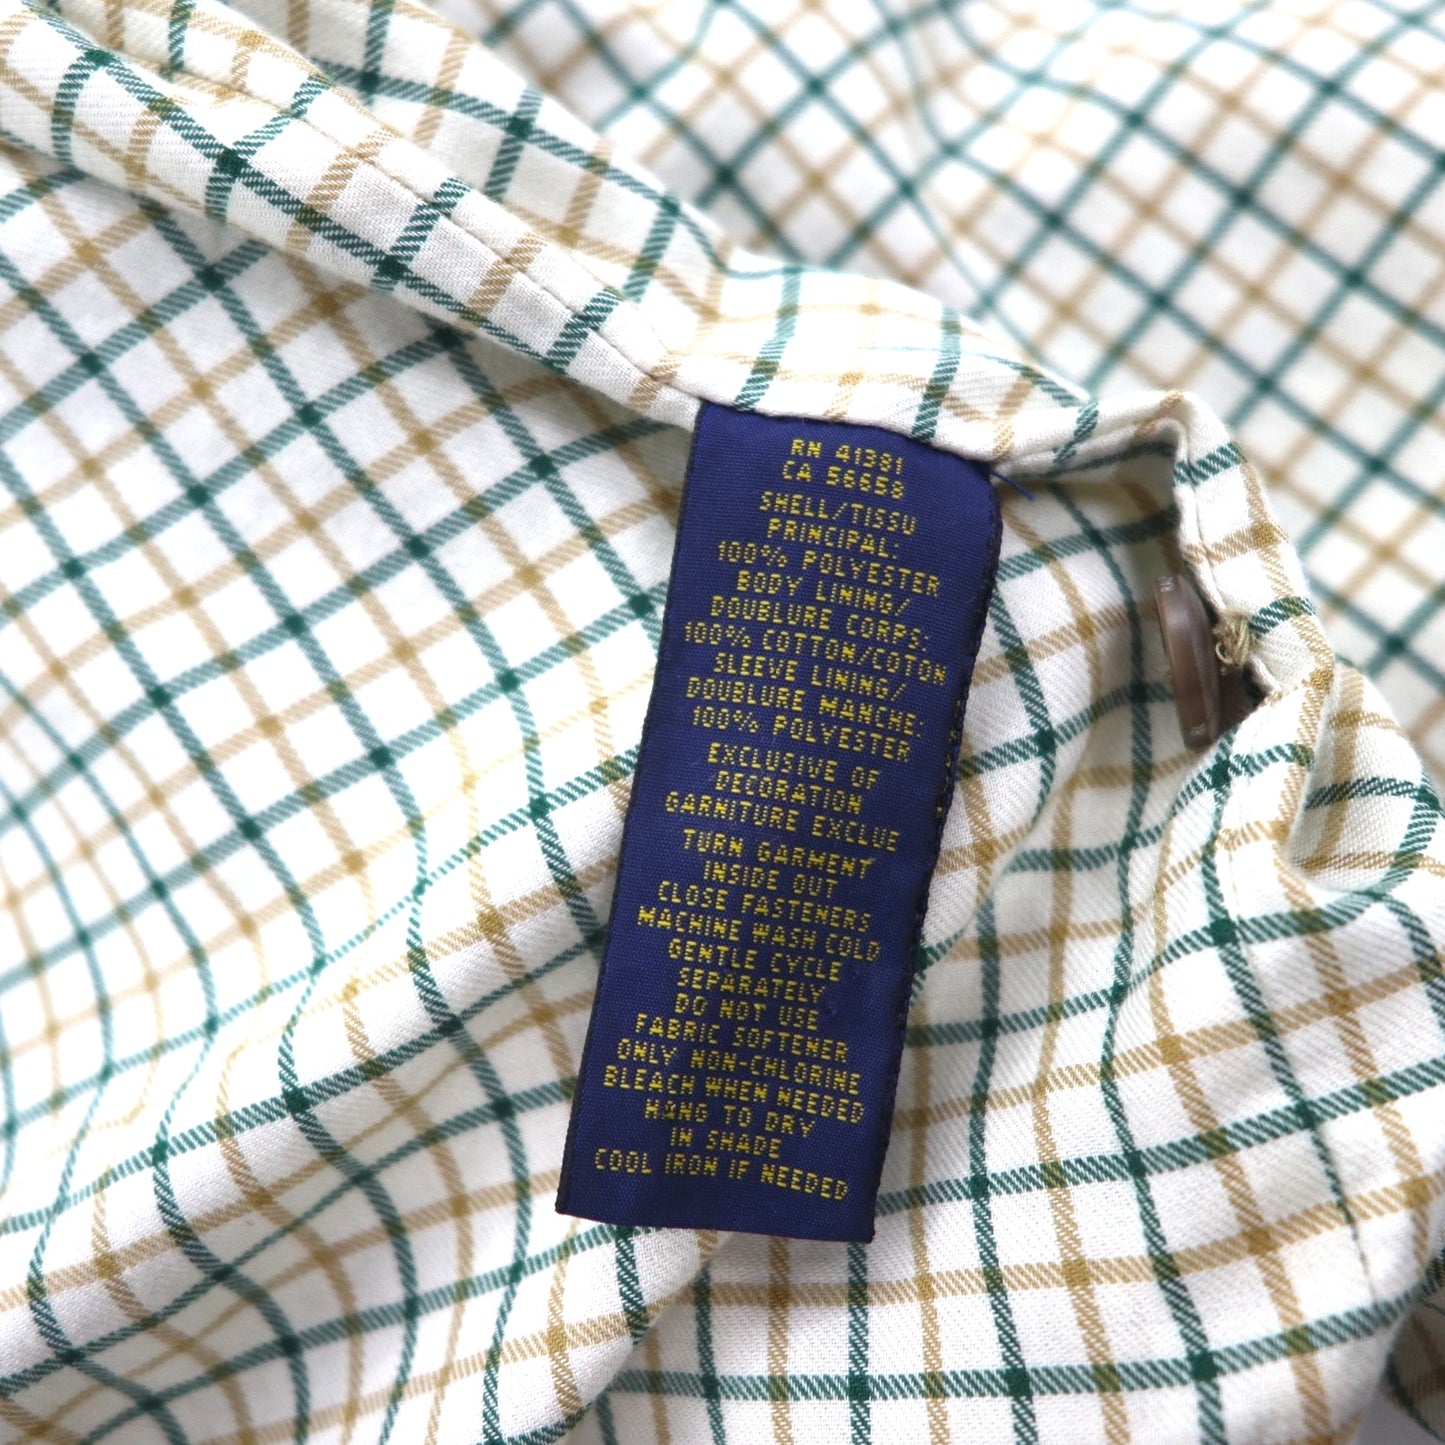 RN 41381
CA 56658
SHELL/TISSU
PRINCIPAL:
100% POLYESTER
BODY LINING/
DOUBLURE CORPS:
100% COTTON/COTON
SLEEVE LINING/
DOUBLURE MANCHE:
100% POLYESTER
EXCLUSIVE OF
DECORATION
GARNITURE EXCLUE
TURN GARMENT
INSIDE OUT
CLOSE FASTENERS
MACHINE WASH COLD
GENTLE CYCLE
SEPARATELY
DO NOT USE
FABRIC SOFTENER
ONLY NON-CHLORINE
BLEACH WHEN NEEDED
HANG TO DRY
IN SHADE
COOL IRON IF NEEDED
RL